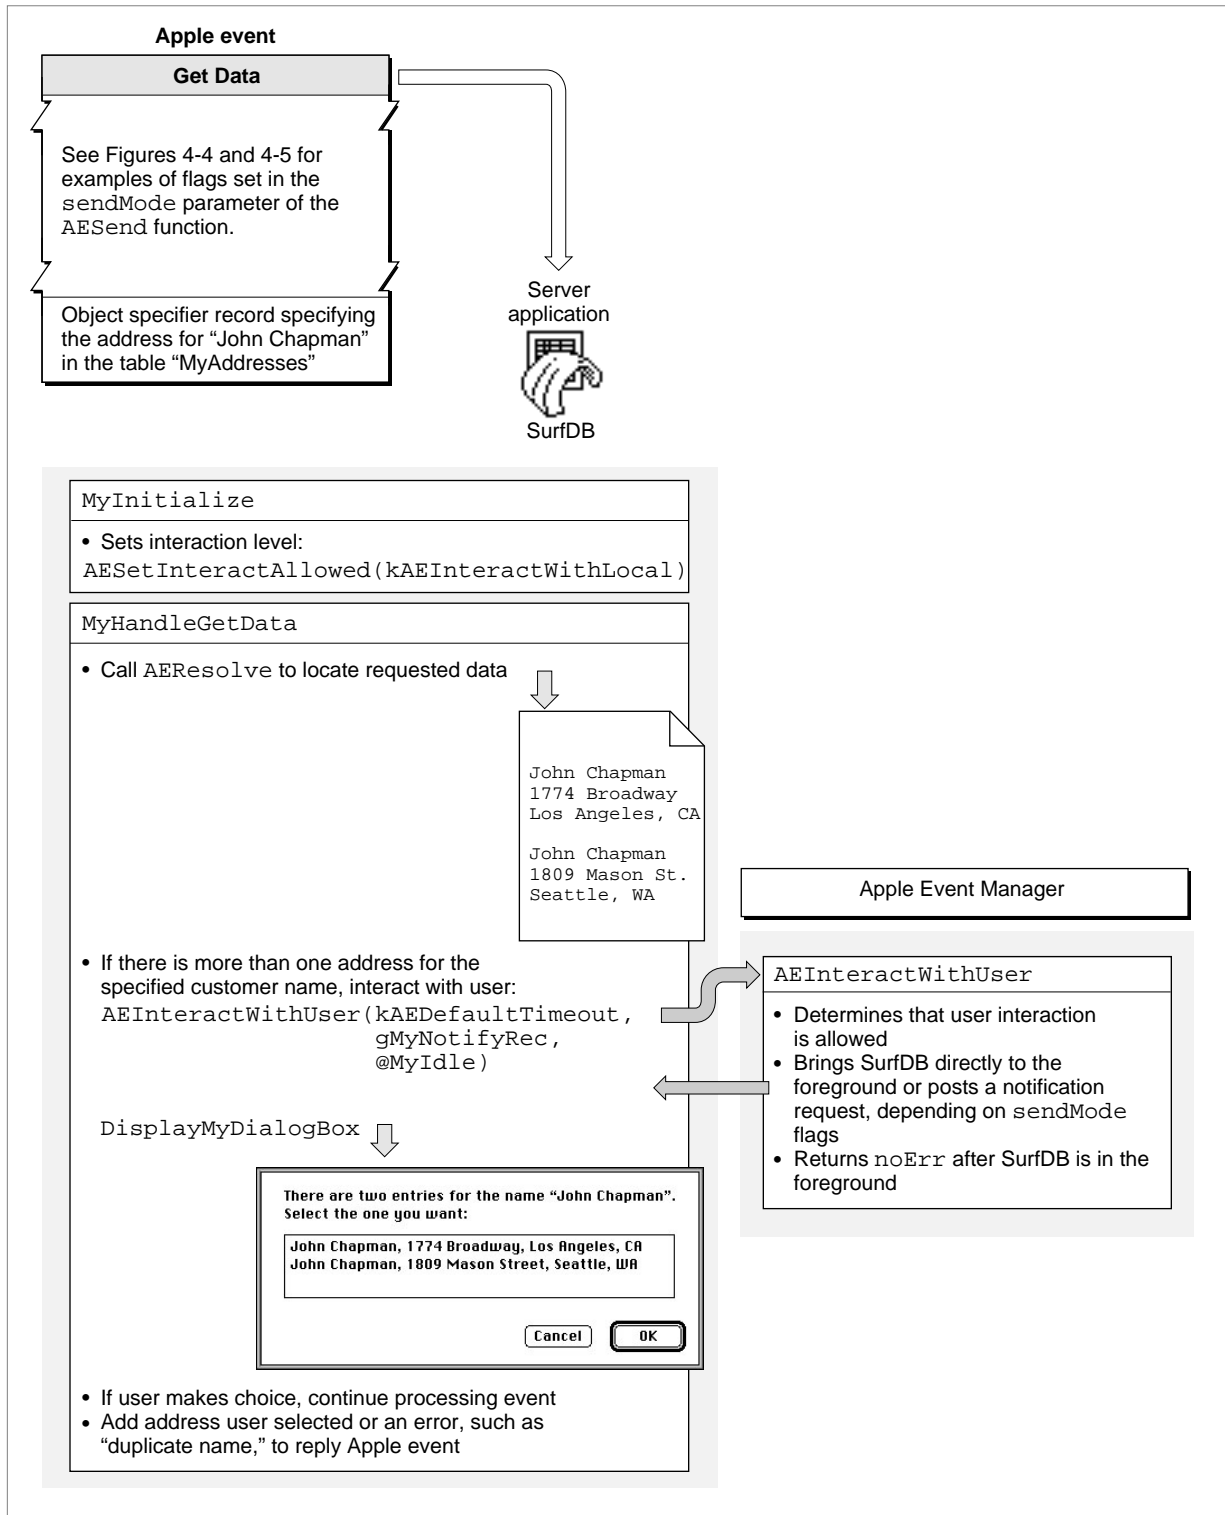 Apple event
Get Data
See Figures 4-4 and 4-5 for
examples of flags set in the
sendMode parameter of the
AESend function.
Object specifier record specifying
the address for “John Chapman”
in the table “MyAddresses”
Server
application
SurfDB
MyInitialize
• Sets interaction level:
AESetInteractAllowed(kAEInteractWithLocal)
MyHandleGetData
• Call AEResolve to locate requested data
John Chapman
1774 Broadway
Los Angeles, CA
John Chapman
1809 Mason St.
Seattle, WA
• If there is more than one address for the
specified customer name, interact with user:
AEInteractWithUser(kAEDefaultTimeout,
gMyNotifyRec,
@MyIdle)
Apple Event Manager
AEInteractWithUser
• Determines that user interaction
is allowed
• Brings SurfDB directly to the
foreground or posts a notification
request, depending on sendMode
flags
• Returns noErr after SurfDB is in the
foreground
DisplayMyDialogBox
There are two entries for the name “John Chapman”.
Select the one you want:
John Chapman, 1774 Broadway, Los Angeles, CA
John Chapman, 1809 Mason Street, Seattle, WA
Cancel
OK
• If user makes choice, continue processing event
• Add address user selected or an error, such as
“duplicate name,” to reply Apple event